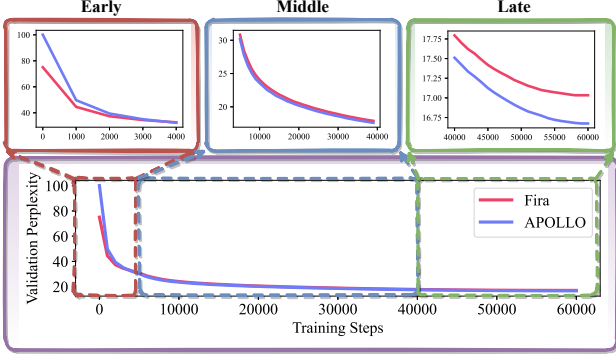 Early Middle Late
100
80
60
40
0 1000 2000 3000 4000
30
20
10000 20000 30000 40000
17.75
17.50
17.25
17.00
16.75
40000 45000 50000 55000 60000
Validation Perplexity
100
80
60
40
20
Fira
APOLLO
0 10000 20000 30000 40000 50000 60000
Training Steps